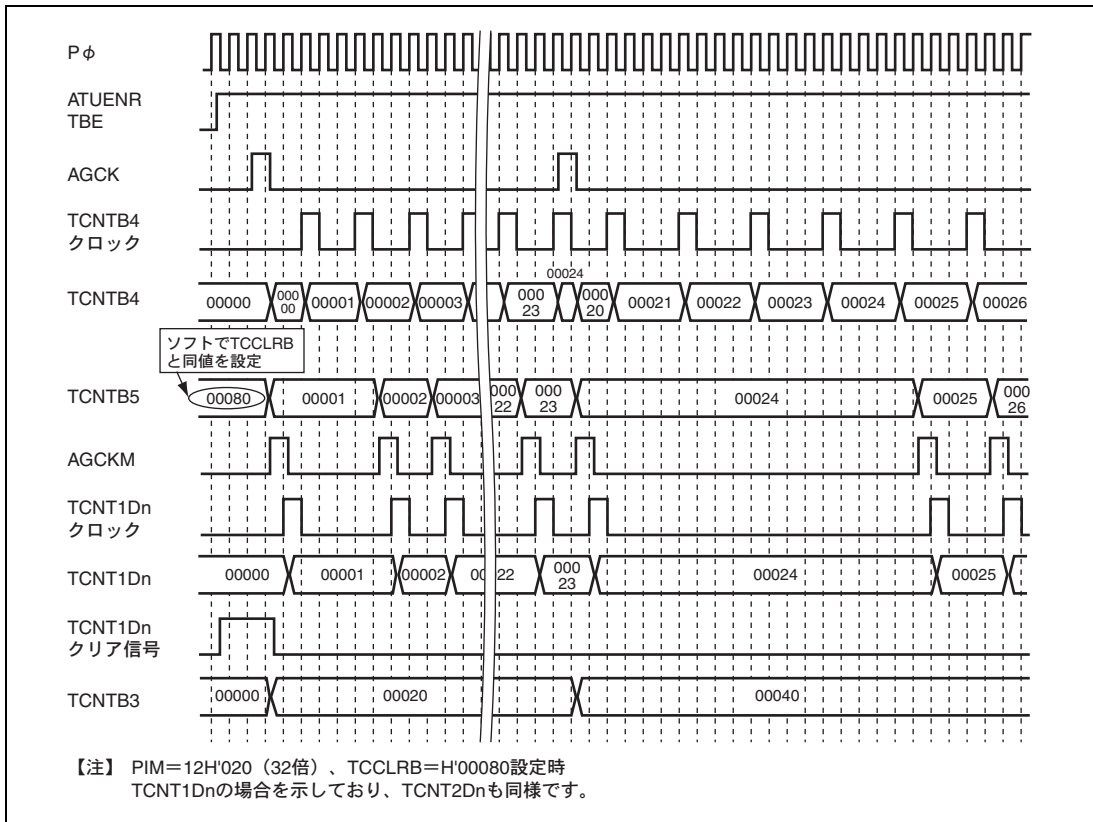 Pφ
ATUENR
TBE
AGCK
TCNTB4
クロック
00024
TCNTB4
00000
000
00
00001
00002
00003
000
23
000
20
00021
00022
00023
00024
00025
00026
ソフトでTCCLRB
と同値を設定
TCNTB5
00080
00001
00002
00003
00
22
000
23
00024
00025
000
26
AGCKM
TCNT1Dn
クロック
TCNT1Dn
00000
00001
00002
00
22
000
23
00024
00025
TCNT1Dn
クリア信号
TCNTB3
00000
00020
00040
【注】 PIM=12H'020（32倍）、TCCLRB=H'00080設定時
TCNT1Dnの場合を示しており、TCNT2Dnも同様です。